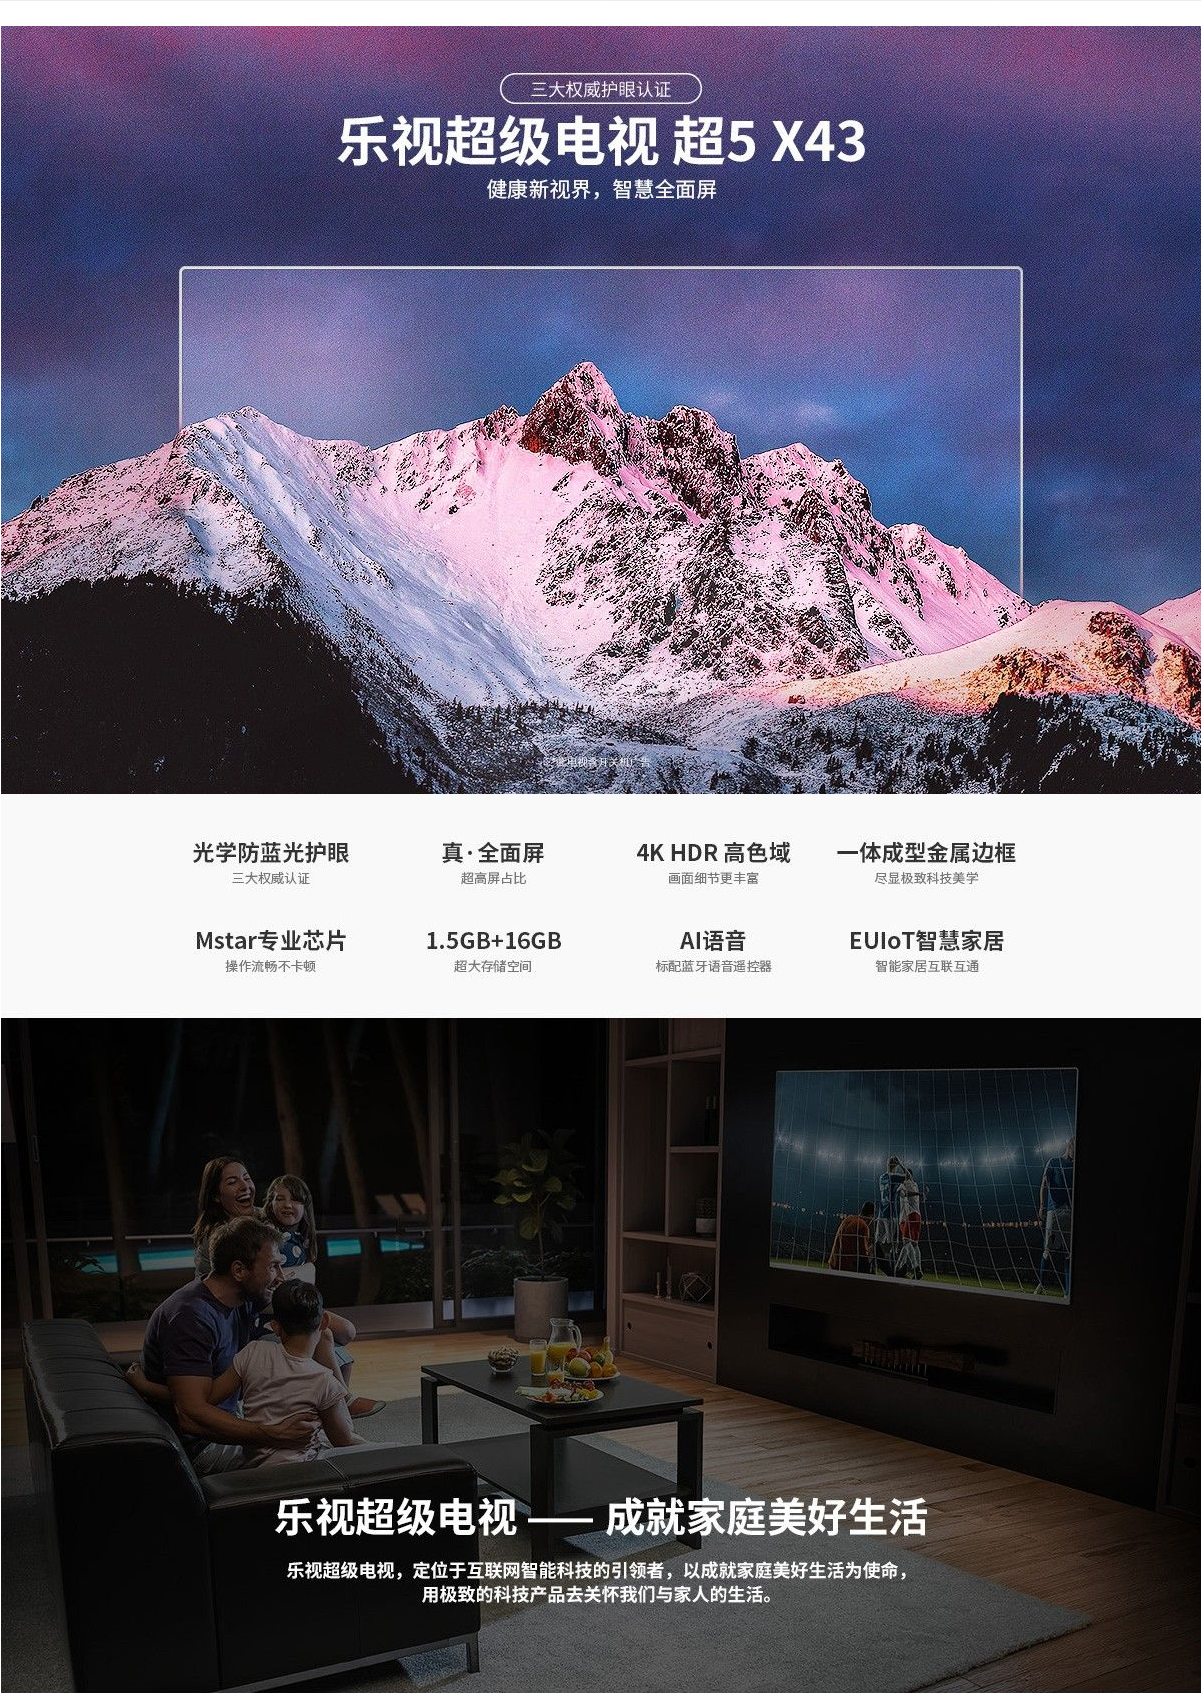 三大权威护眼认证
乐视超级电视 超5 X43
健康新视界，智慧全面屏
光学防蓝光护眼
三大权威认证
真·全面屏
超高屏占比
4K HDR 高色域
画面细节更丰富
一体成型金属边框
尽显极致科技美学
Mstar专业芯片
操作流畅不卡顿
1.5GB+16GB
超大存储空间
AI语音
标配蓝牙语音遥控器
EUIoT智慧家居
智能家居互联互通
乐视超级电视 —— 成就家庭美好生活
乐视超级电视，定位于互联网智能科技的引领者，以成就家庭美好生活为使命，
用极致的科技产品去关怀我们与家人的生活。